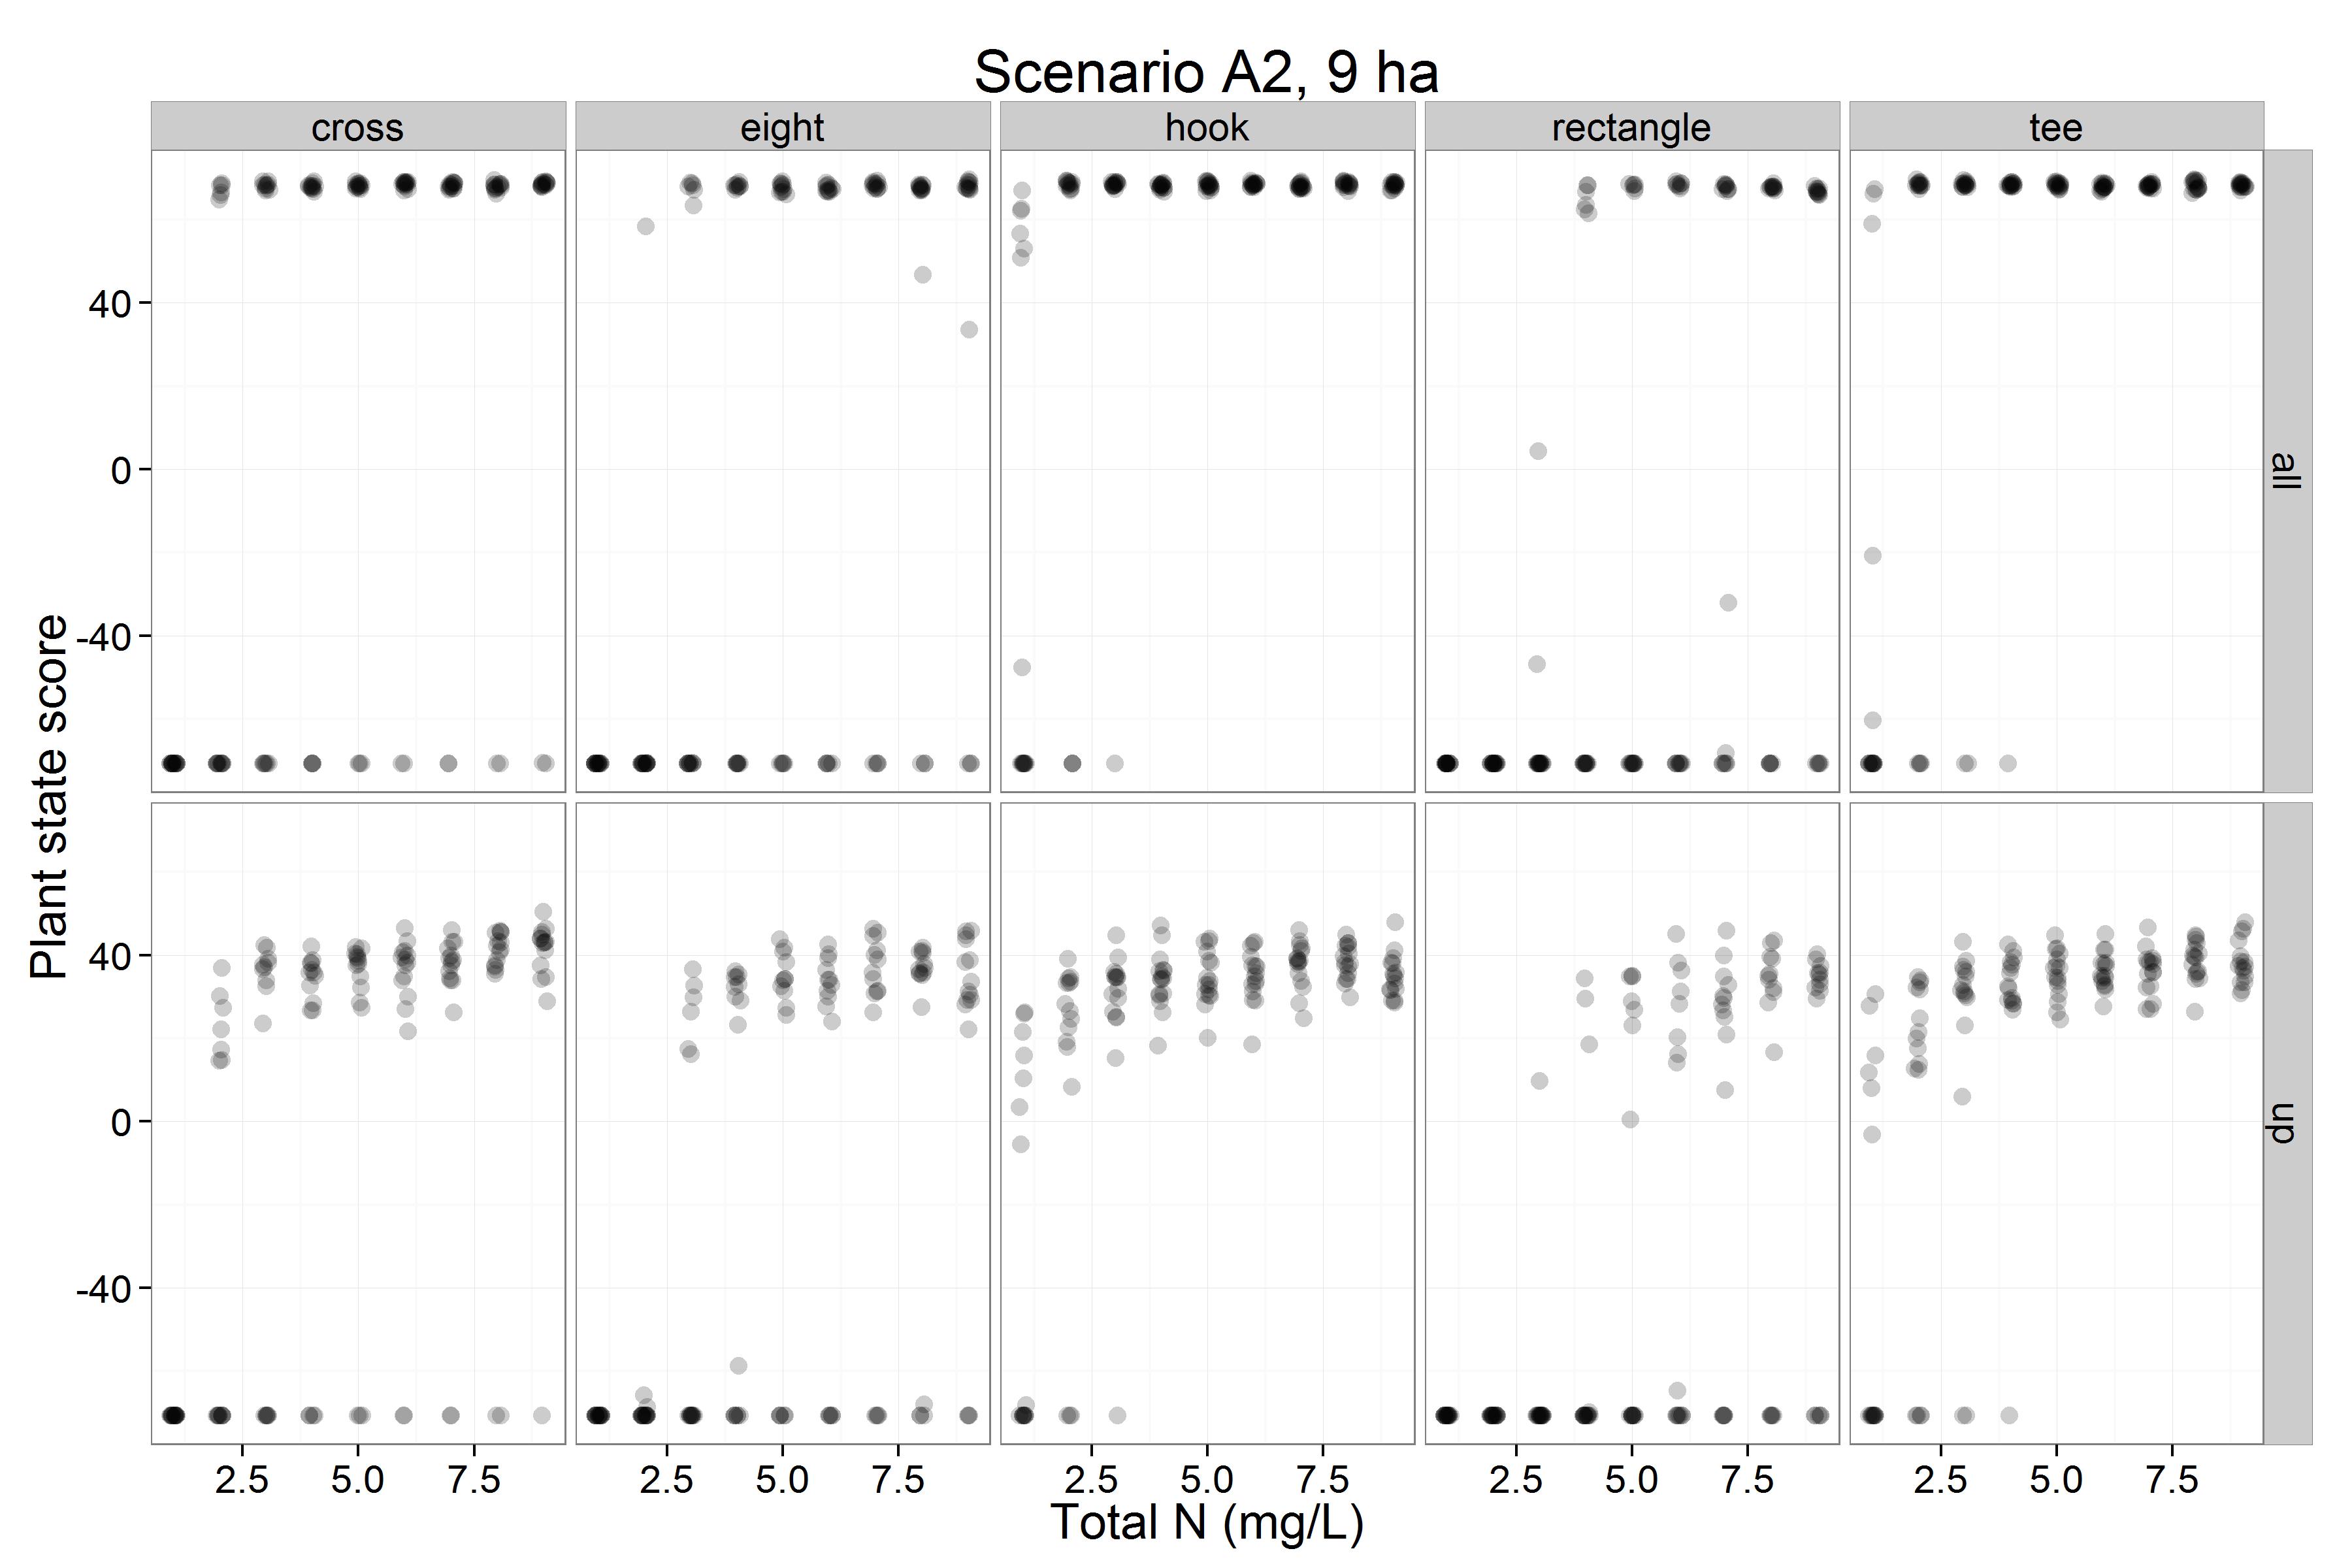 Scenario A2, 9 ha
cross eight hook rectangle tee
40
0
-40
all
40
0
-40
up
Plant state score
2.5 5.0 7.5 2.5 5.0 7.5 2.5 5.0 7.5 2.5 5.0 7.5 2.5 5.0 7.5
Total N (mg/L)